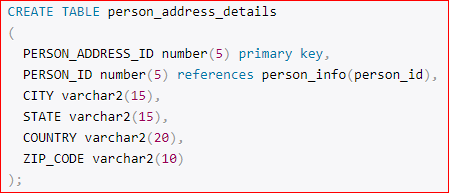 CREATE TABLE person_address_details
(
PERSON_ADDRESS_ID number(5) primary key,
PERSON_ID number(5) references person_info(person_id),
CITY varchar2(15),
STATE varchar2(15),
COUNTRY varchar2(20),
ZIP_CODE varchar2(10)
);